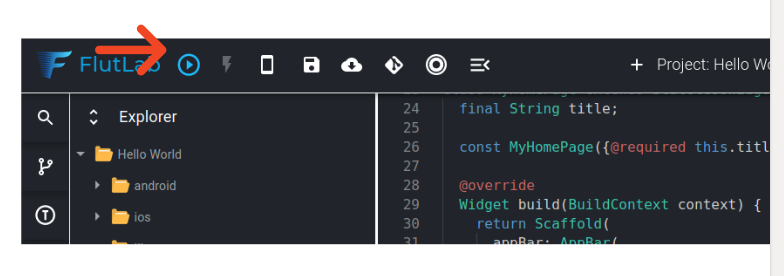 FlutLab
+ Project: Hello Wo
Explorer
Hello World
android
ios
24 final String title;
25
26 const MyHomePage({@required this.titl
27
28 @override
29 Widget build(BuildContext context) {
30 return Scaffold(
31 appBar: AppBar(